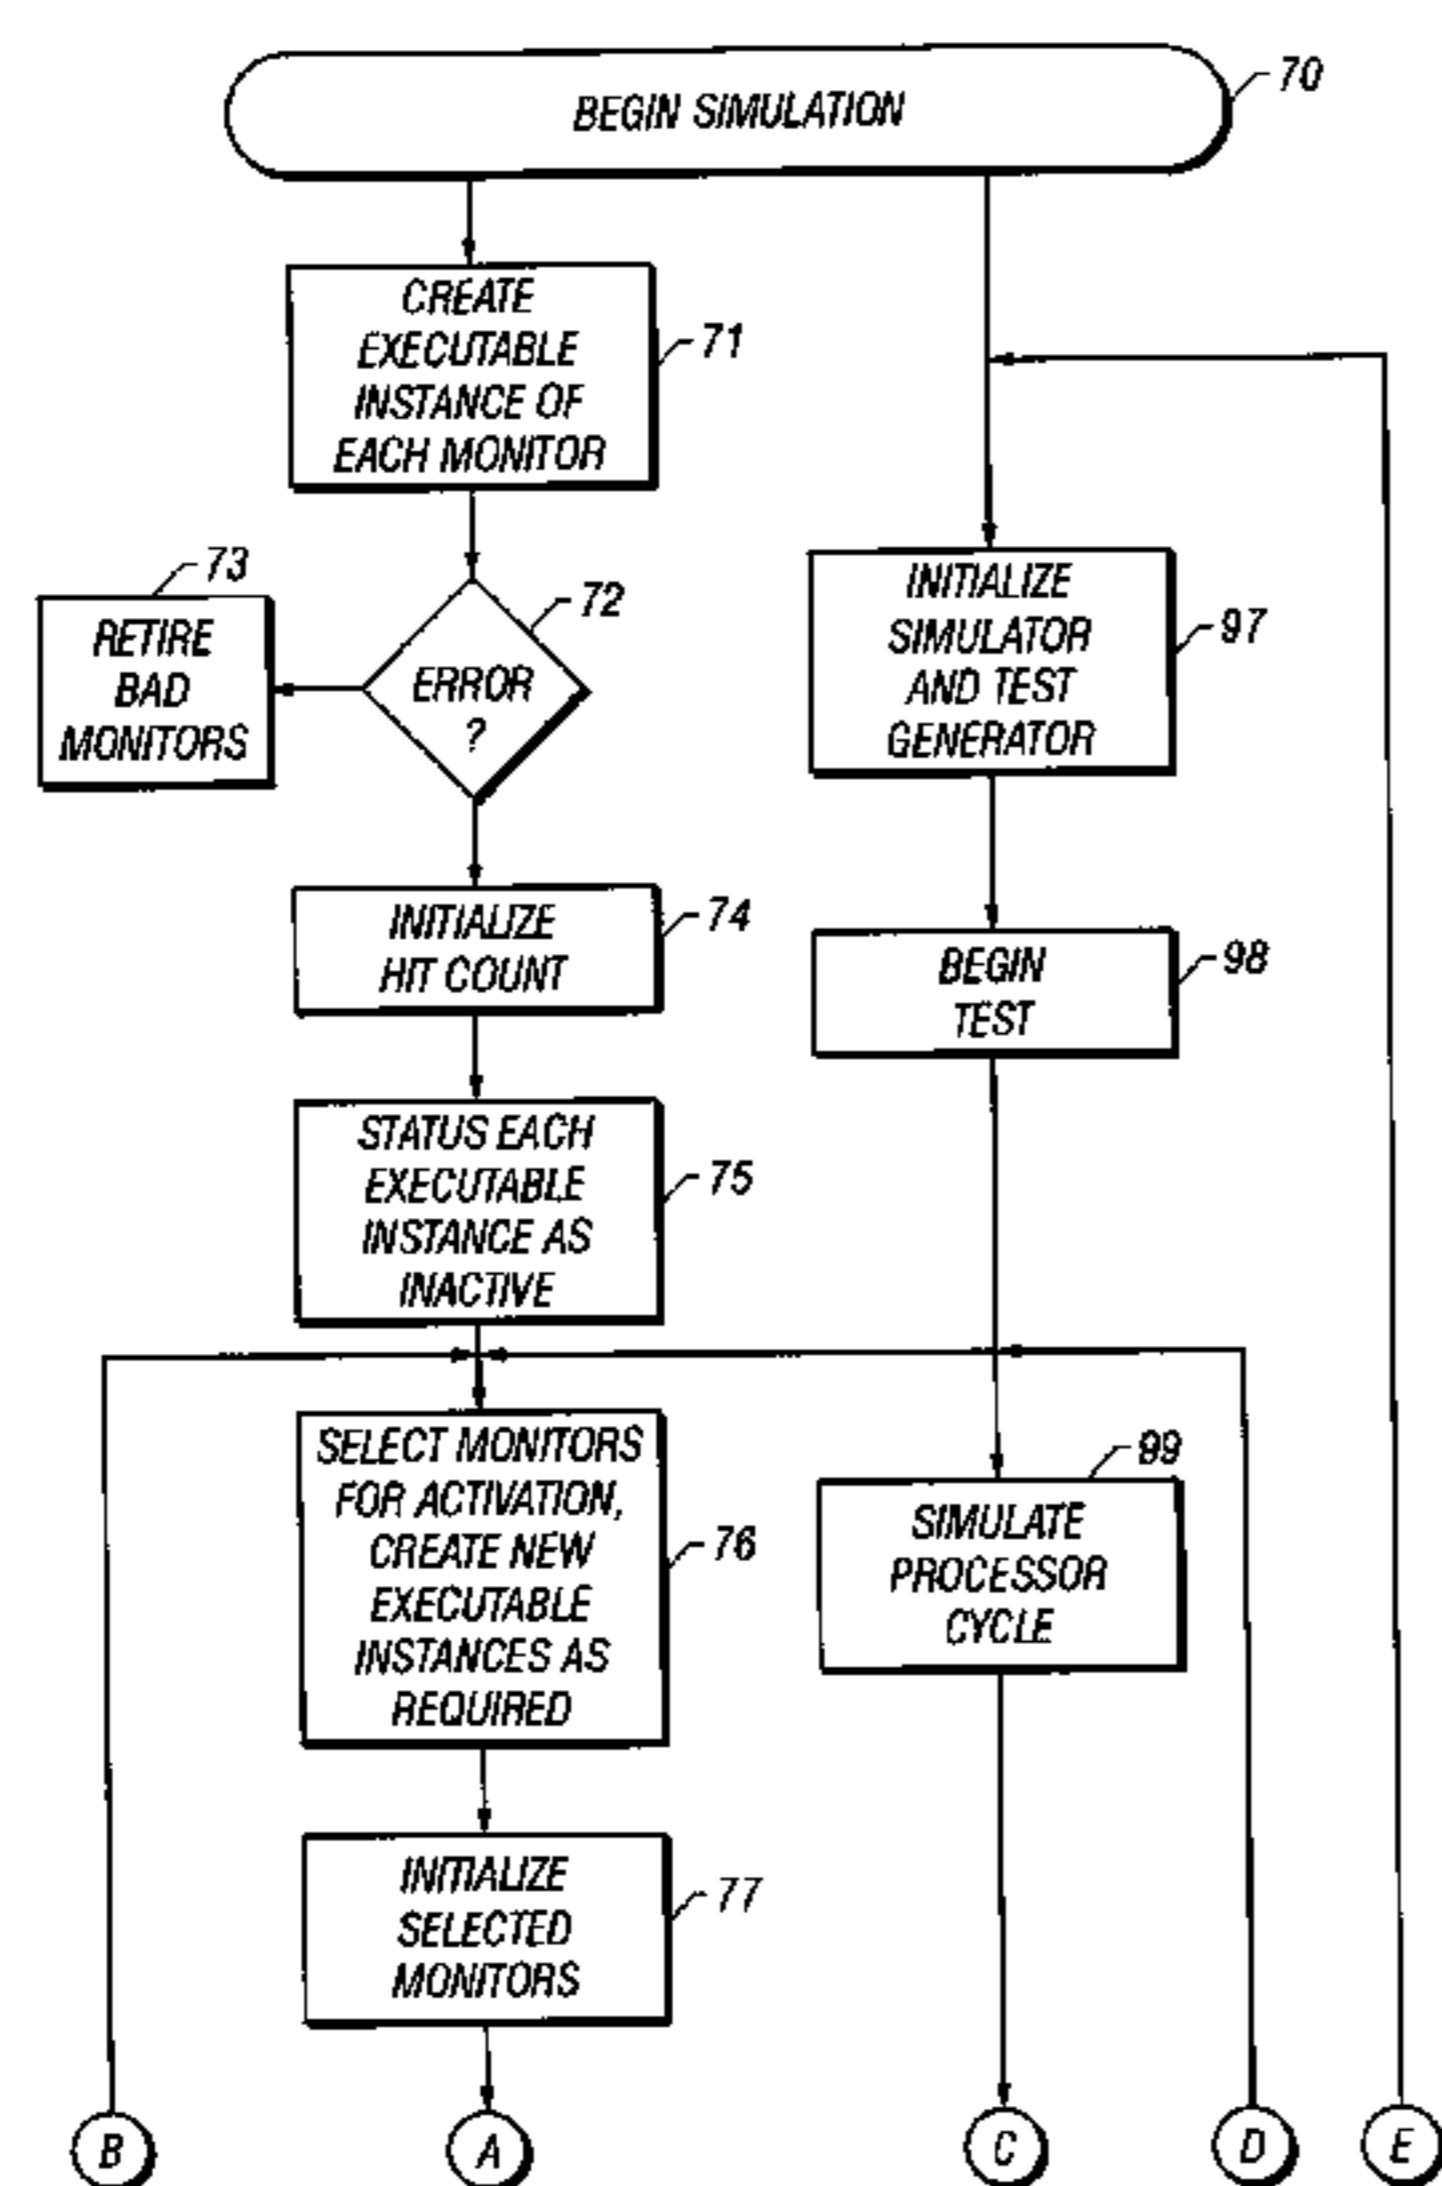 BEGIN SIMULATION
70
CREATE
EXECUTABLE
INSTANCE OF
EACH MONITOR
71
73
RETIRE
BAD
MONITORS
72
ERROR
?
INITIALIZE
SIMULATOR
AND TEST
GENERATOR
97
INITIALIZE
HIT COUNT
74
BEGIN
TEST
98
STATUS EACH
EXECUTABLE
INSTANCE AS
INACTIVE
75
SELECT MONITORS
FOR ACTIVATION,
CREATE NEW
EXECUTABLE
INSTANCES AS
REQUIRED
76
99
SIMULATE
PROCESSOR
CYCLE
INITIALIZE
SELECTED
MONITORS
77
B
A
C
D
E